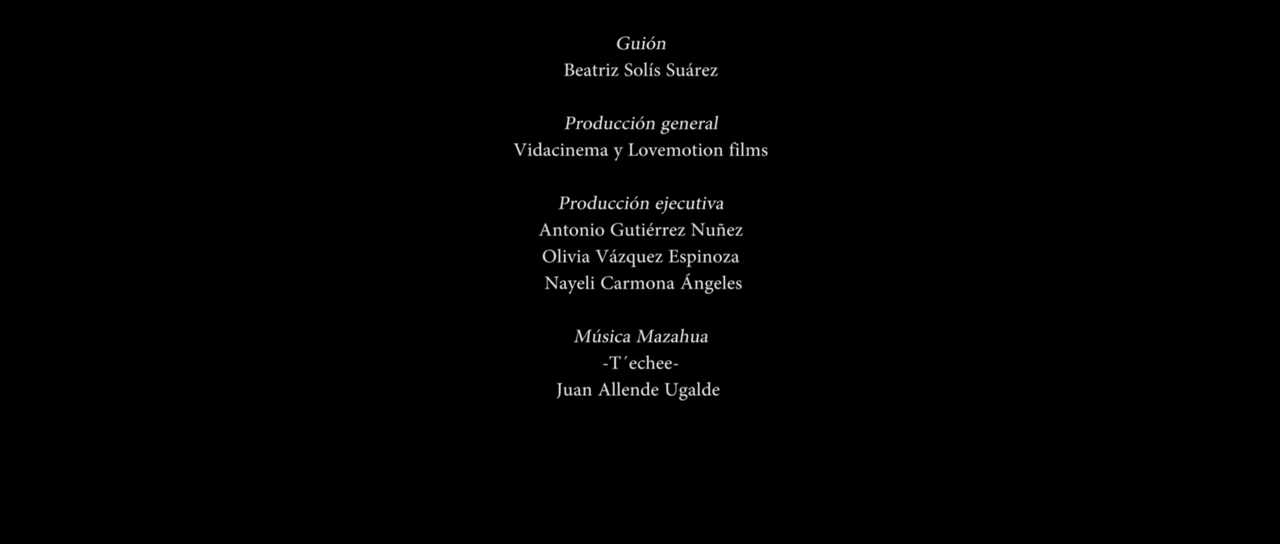 Guión
Beatriz Solís Suárez
Producción general
Vidacinema y Lovemotion films
Producción ejecutiva
Antonio Gutiérrez Nuñez
Olivia Vázquez Espinoza
Nayeli Carmona Ángeles
Música Mazahua
-T´echee-
Juan Allende Ugalde